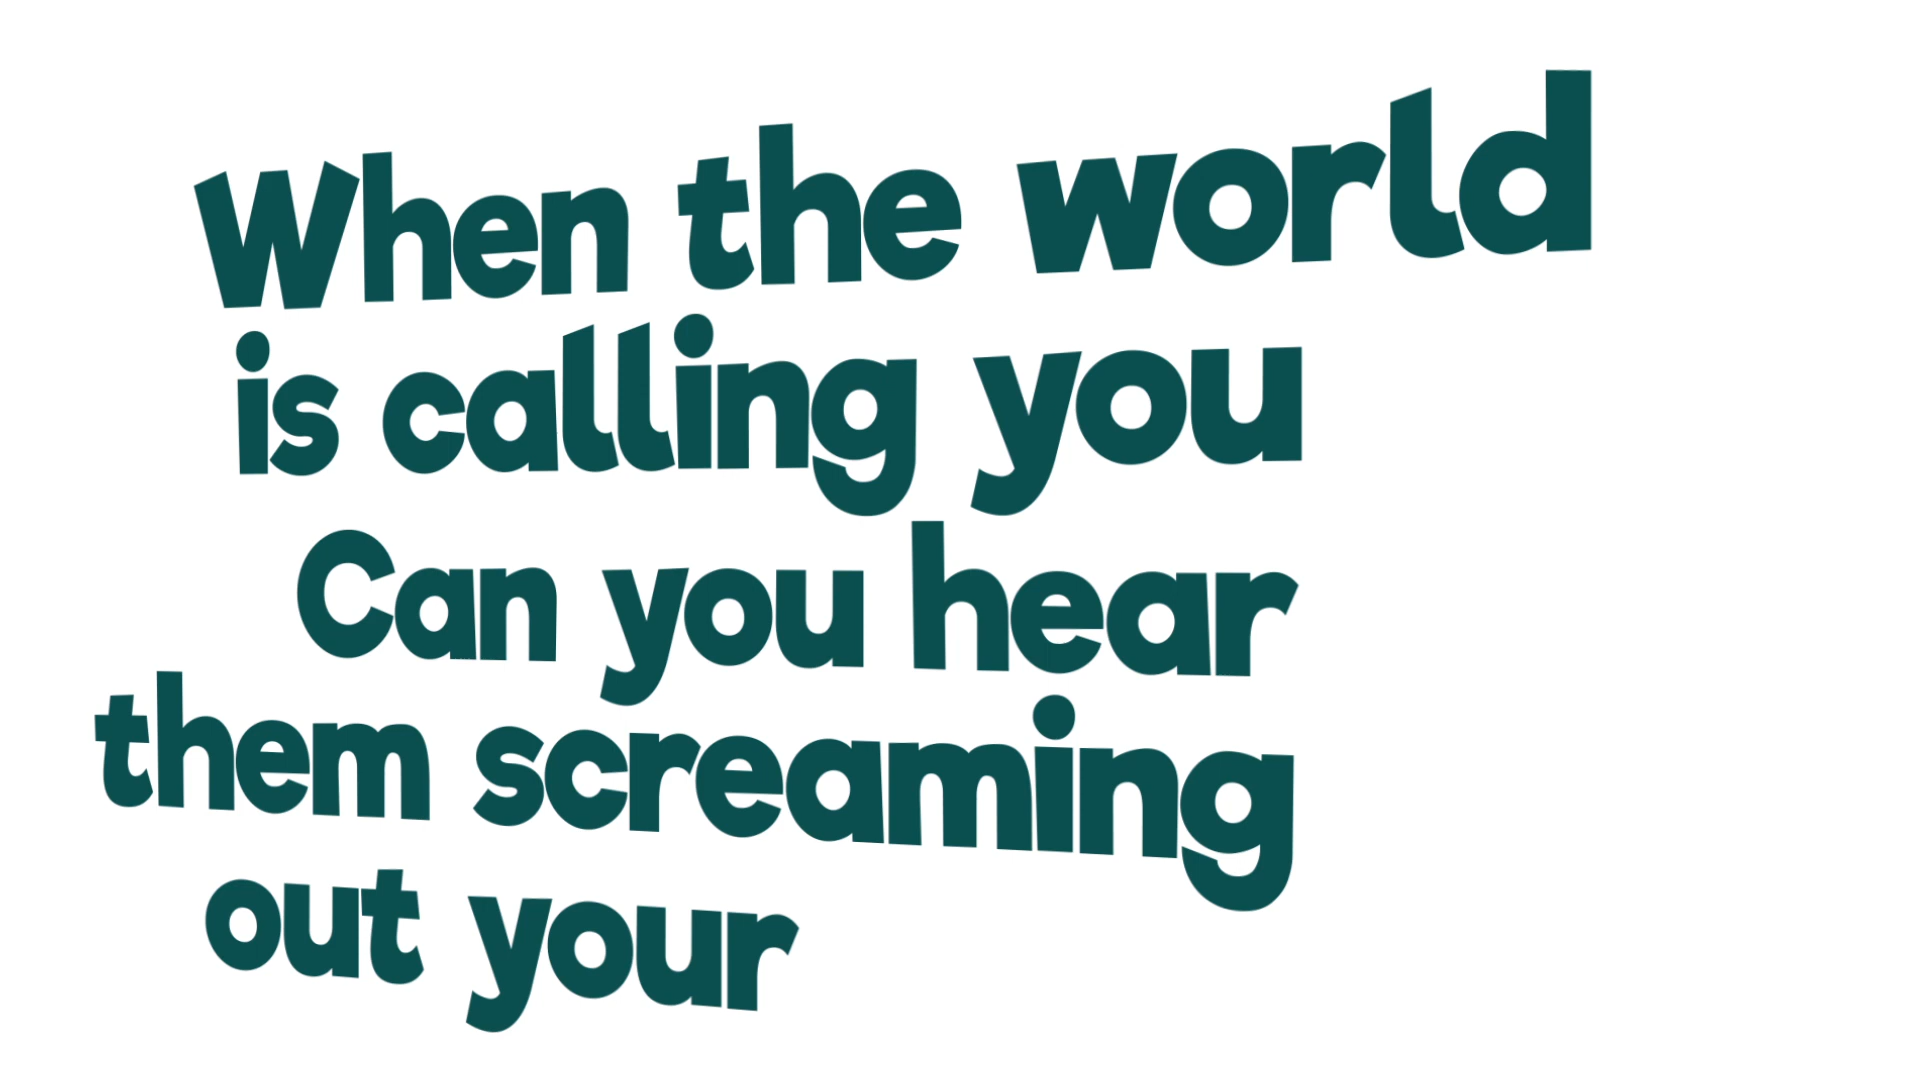 When the world
is calling you
Can you hear
them screaming
out your